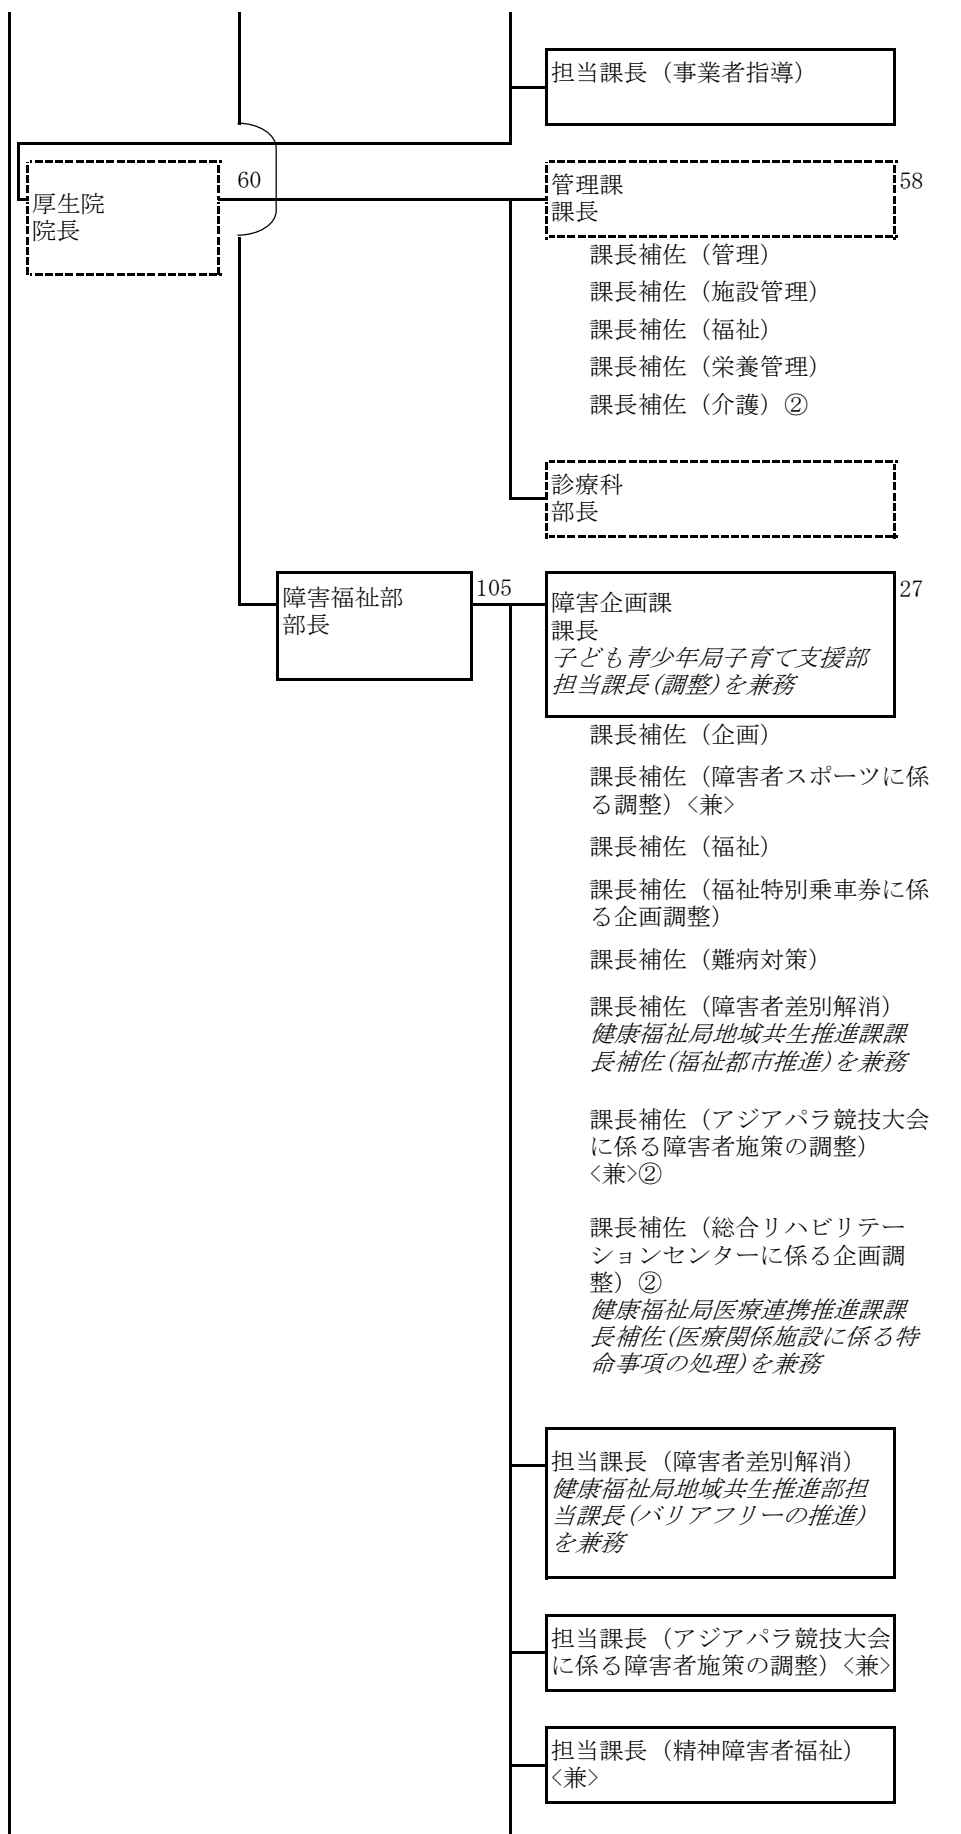 担当課長（事業者指導）
厚生院
院長
60
管理課
課長
58
課長補佐（管理）
課長補佐（施設管理）
課長補佐（福祉）
課長補佐（栄養管理）
課長補佐（介護）②
診療科
部長
障害福祉部
部長
105
障害企画課
課長
子ども青少年局子育て支援部
担当課長(調整)を兼務
27
課長補佐（企画）
課長補佐（障害者スポーツに係
る調整）<兼>
課長補佐（福祉）
課長補佐（福祉特別乗車券に係
る企画調整）
課長補佐（難病対策）
課長補佐（障害者差別解消）
健康福祉局地域共生推進課課
長補佐(福祉都市推進)を兼務
課長補佐（アジアパラ競技大会
に係る障害者施策の調整）
<兼>②
課長補佐（総合リハビリテー
ションセンターに係る企画調
整）②
健康福祉局医療連携推進課課
長補佐(医療関係施設に係る特
命事項の処理)を兼務
担当課長（障害者差別解消）
健康福祉局地域共生推進部担
当課長(バリアフリーの推進)
を兼務
担当課長（アジアパラ競技大会
に係る障害者施策の調整）<兼>
担当課長（精神障害者福祉）
<兼>